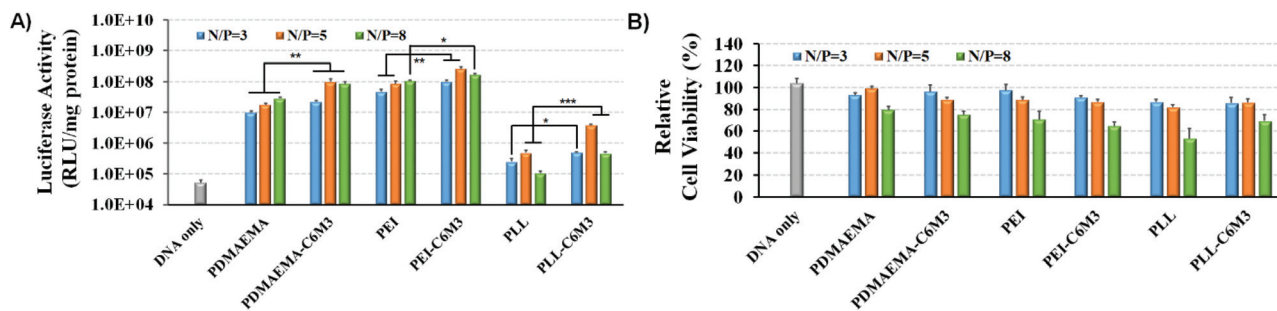 A)
Luciferase Activity
(RLU/mg protein)
1.0E+10
1.0E+09
1.0E+08
1.0E+07
1.0E+06
1.0E+05
1.0E+04
N/P=3 N/P=5 N/P=8
**
**
*
*
***
DNA only
PDMAEMA
PDMAEMA-C6M3
PEI
PEI-C6M3
PLL
PLL-C6M3
B)
Relative
Cell Viability (%)
140
120
100
80
60
40
20
0
N/P=3 N/P=5 N/P=8
DNA only
PDMAEMA
PDMAEMA-C6M3
PEI
PEI-C6M3
PLL
PLL-C6M3